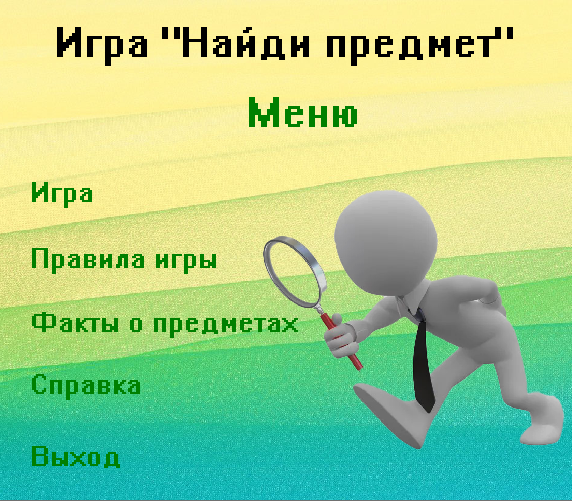 Игра "Найди предмет"
Меню
Игра
Правила игры
Факты о предметах
Справка
Выход